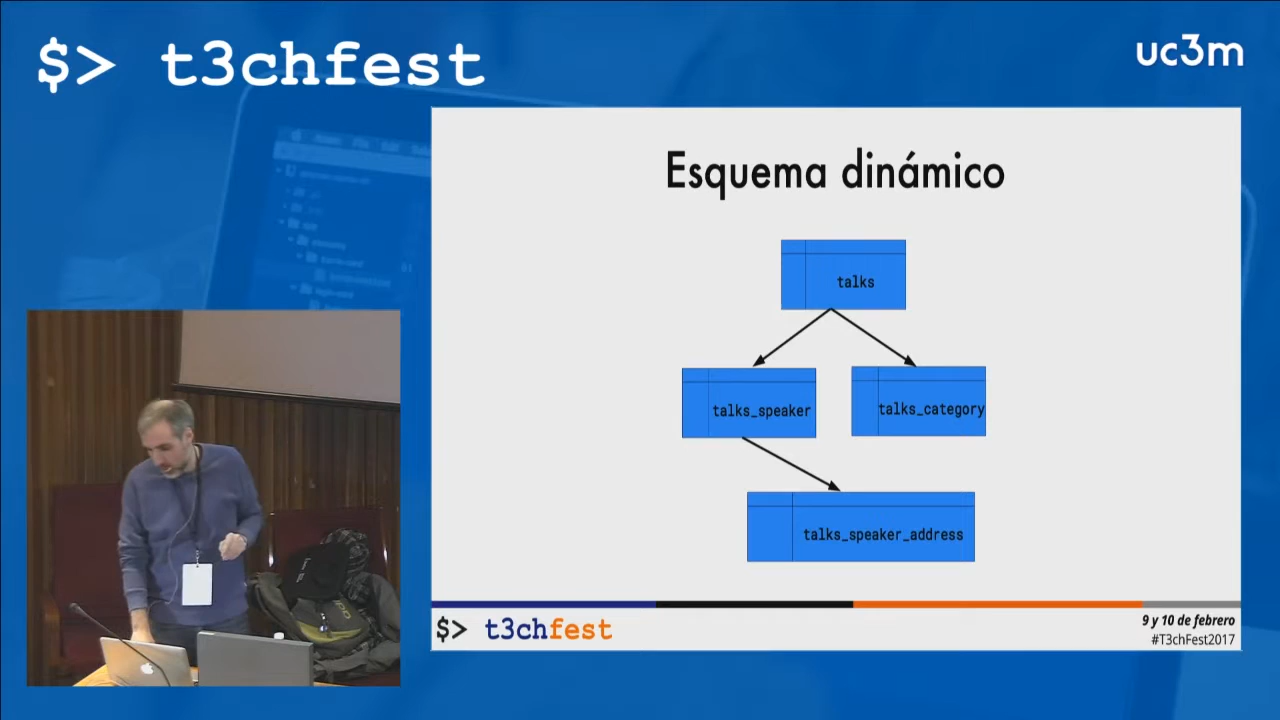 $> t3chfest
uc3m
Esquema dinámico
talks
talks_speaker
talks_category
talks_speaker_address
$> t3chfest
9 y 10 de febrero
#T3chFest2017